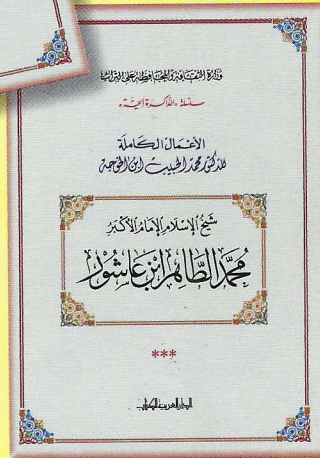 وزارة الثقافة والمحافظة على التراث
سلسلة «الذاكرة الحية»
الأعمال الكاملة
للدكتور محمد الحبيب ابن الخوجة
شيخ الإسلام الإمام الأكبر
محمد الطاهر ابن عاشور
***
الدار العربية للكتاب